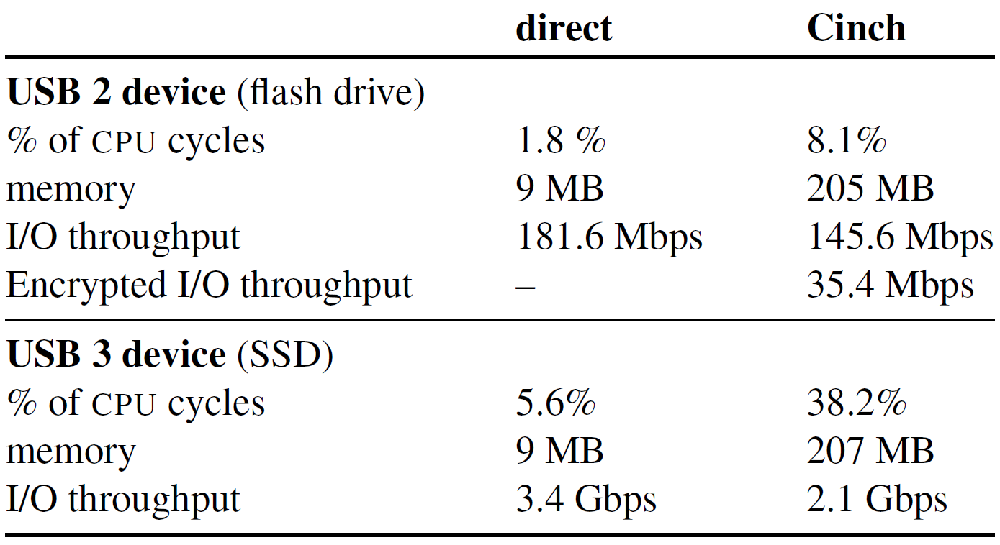 direct Cinch
USB 2 device (flash drive)
% of CPU cycles 1.8 % 8.1%
memory 9 MB 205 MB
I/O throughput 181.6 Mbps 145.6 Mbps
Encrypted I/O throughput – 35.4 Mbps
USB 3 device (SSD)
% of CPU cycles 5.6% 38.2%
memory 9 MB 207 MB
I/O throughput 3.4 Gbps 2.1 Gbps